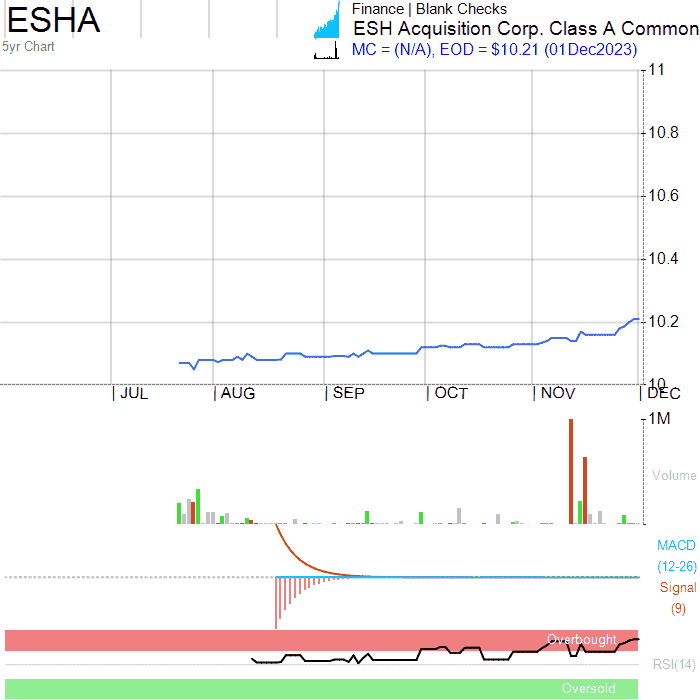 ESHA
5yr Chart
Finance | Blank Checks
ESH Acquisition Corp. Class A Common
MC = (N/A), EOD = $10.21 (01Dec2023)
11
10.8
10.6
10.4
10.2
10
JUL AUG SEP OCT NOV DEC
1M
Volume
MACD
(12-26)
Signal
(9)
Overbought
RSI(14)
Oversold